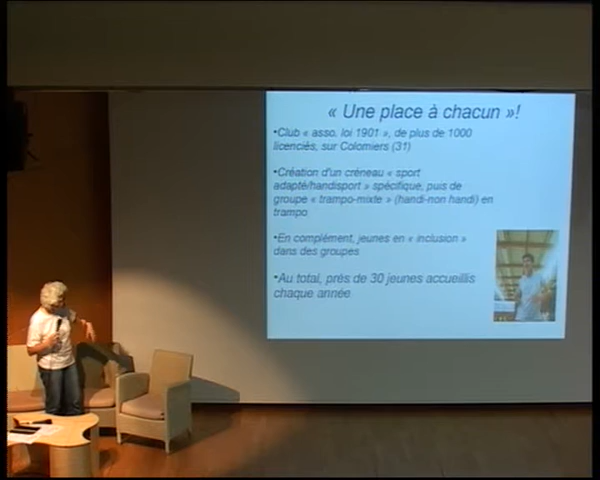 « Une place à chacun »!
•Club « asso. loi 1901 », de plus de 1000
licenciés, sur Colomiers (31)
•Création d'un créneau « sport
adapté/handisport » spécifique, puis de
groupe « trampo-mixte » (handi-non handi) en
trampo
•En complément, jeunes en « inclusion »
dans des groupes
•Au total, près de 30 jeunes accueillis
chaque année